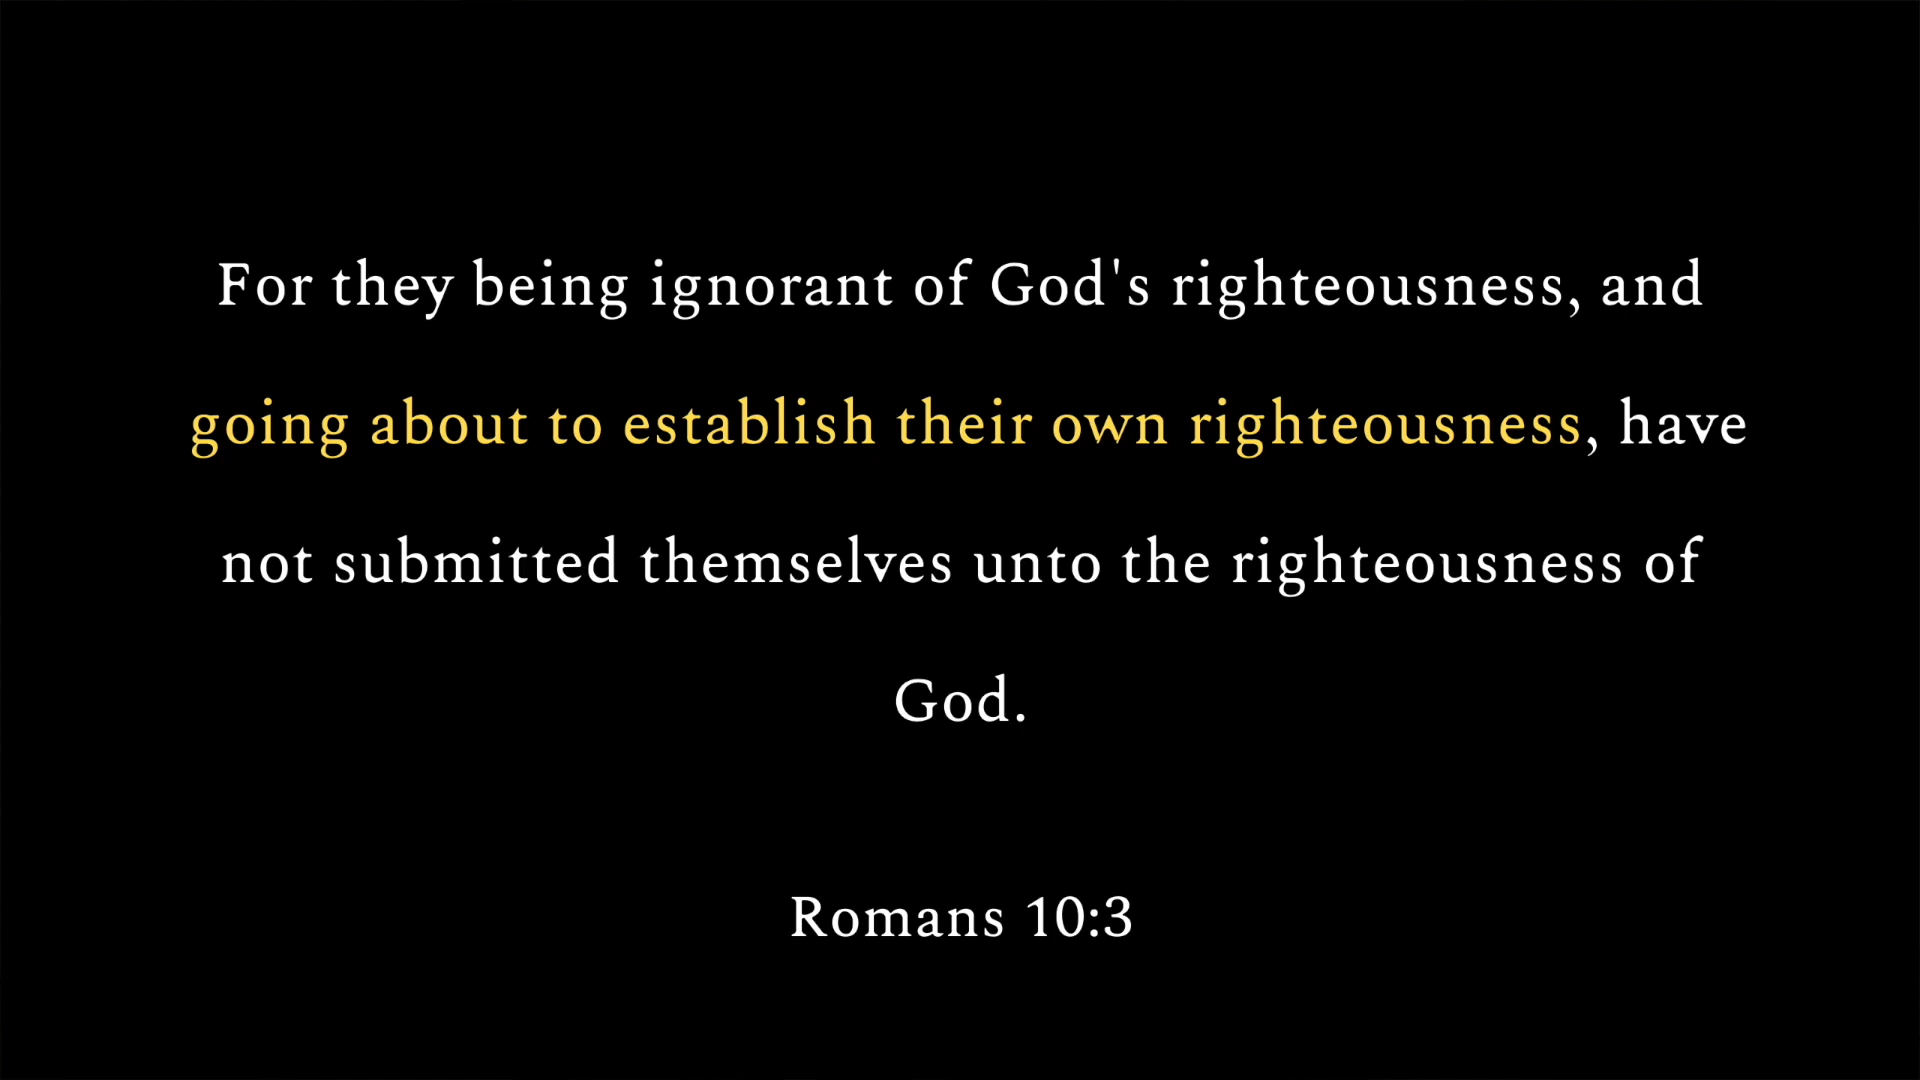 For they being ignorant of God's righteousness, and
going about to establish their own righteousness, have
not submitted themselves unto the righteousness of
God.
Romans 10:3